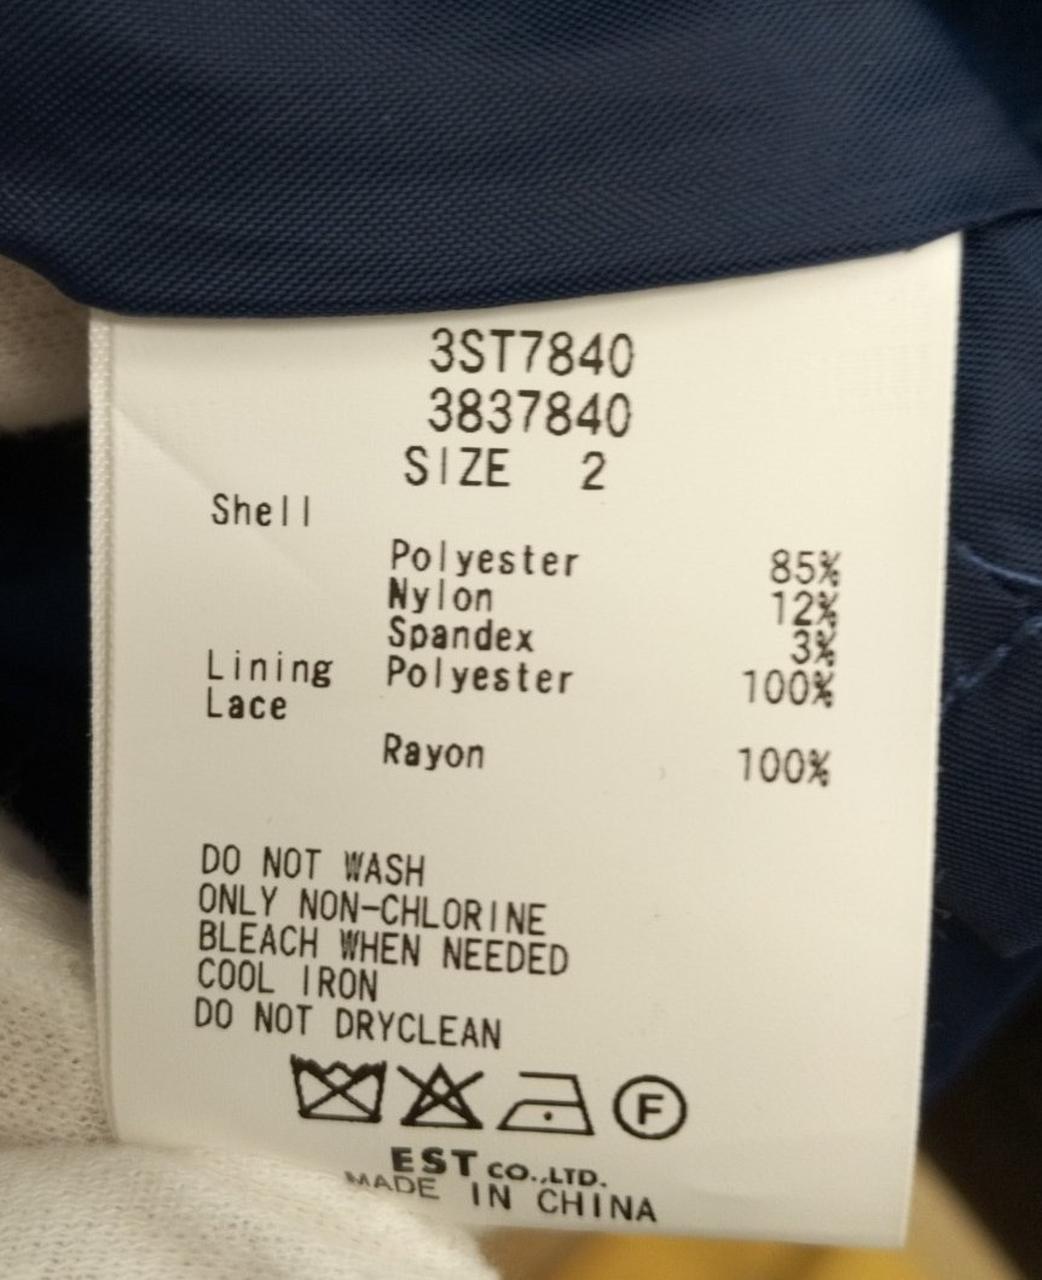 3ST7840
3837840
SIZE 2
Shell
Polyester 85%
Nylon 12%
Spandex 3%
Lining Polyester 100%
Lace
Rayon 100%
DO NOT WASH
ONLY NON-CHLORINE
BLEACH WHEN NEEDED
COOL IRON
DO NOT DRYCLEAN
F
EST CO.,LTD.
MADE IN CHINA